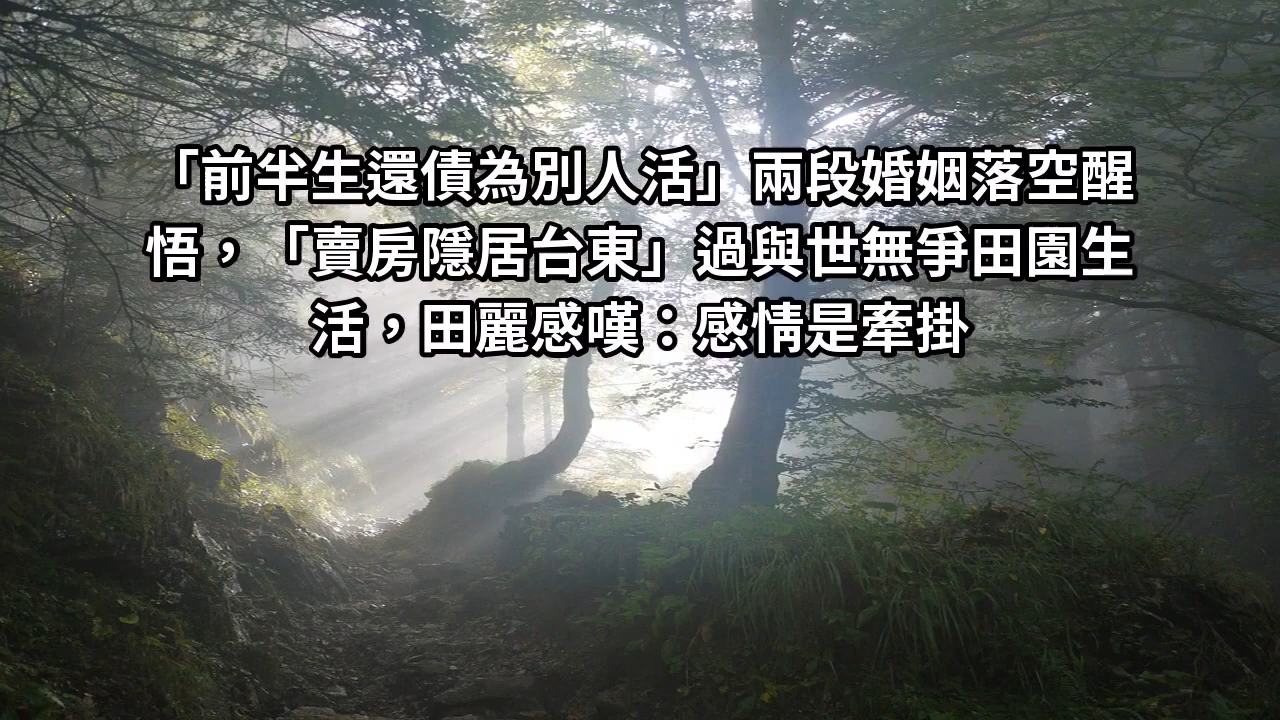 「前半生還債為別人活」兩段婚姻落空醒
悟，「賣房隱居台東」過與世無爭田園生
活，田麗感嘆：感情是牽掛